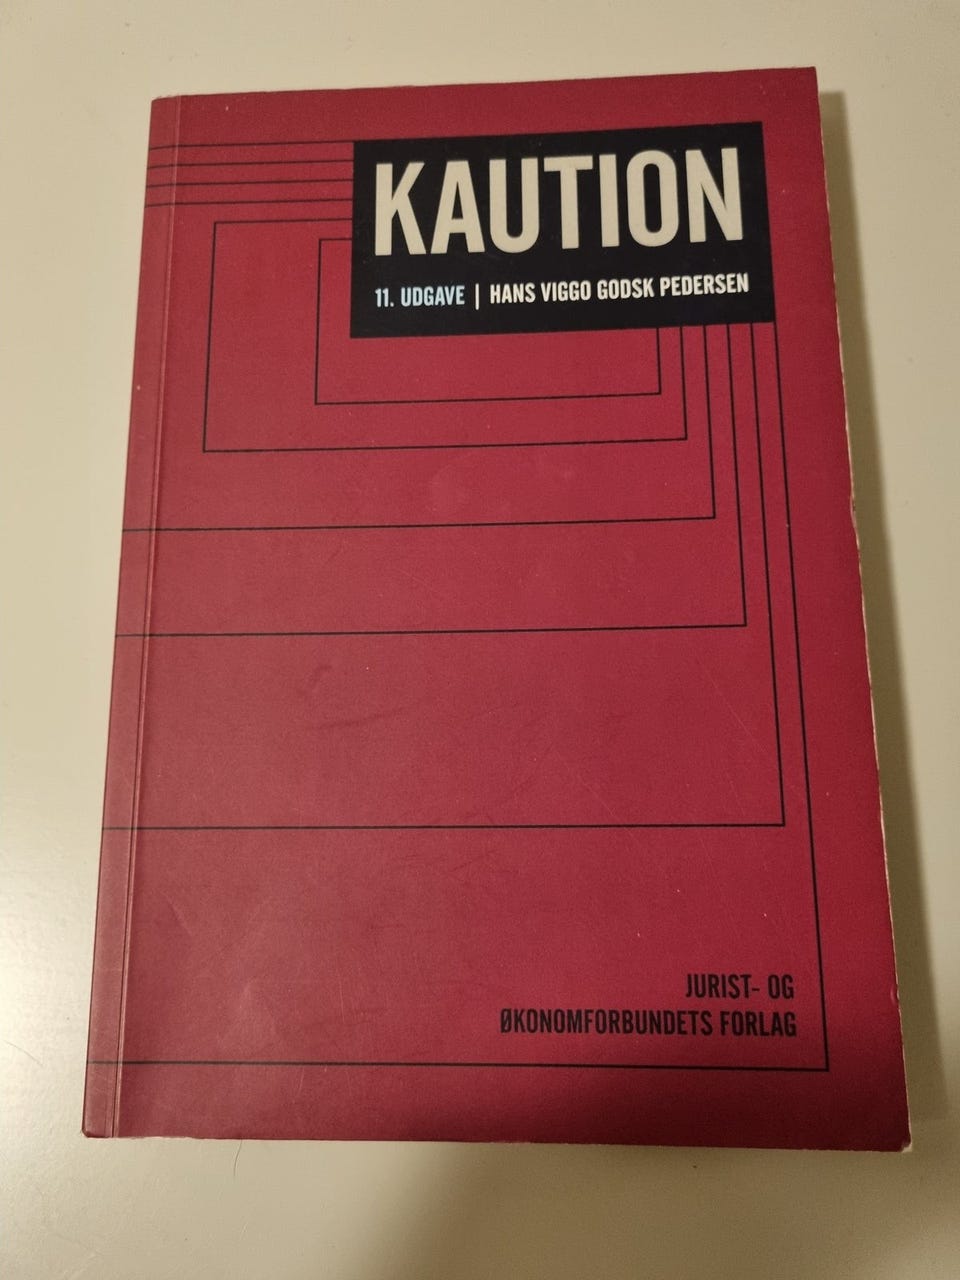 KAUTION
11. UDGAVE | HANS VIGGO GODSK PEDERSEN
JURIST- OG
ØKONOMFORBUNDETS FORLAG